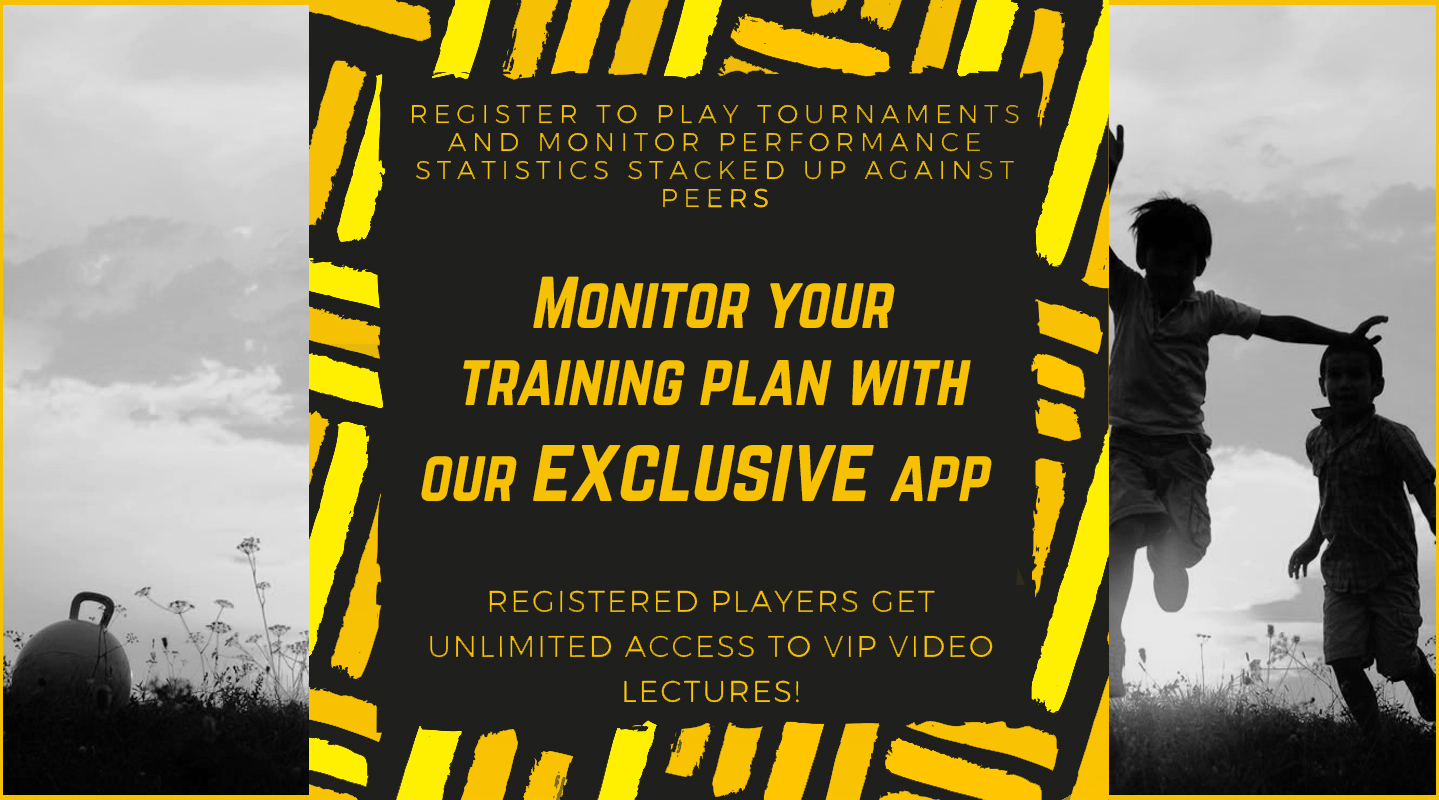 REGISTER TO PLAY TOURNAMENTS
AND MONITOR PERFORMANCE
STATISTICS STACKED UP AGAINST
PEERS
MONITOR YOUR
TRAINING PLAN WITH
OUR EXCLUSIVE APP
REGISTERED PLAYERS GET
UNLIMITED ACCESS TO VIP VIDEO
LECTURES!